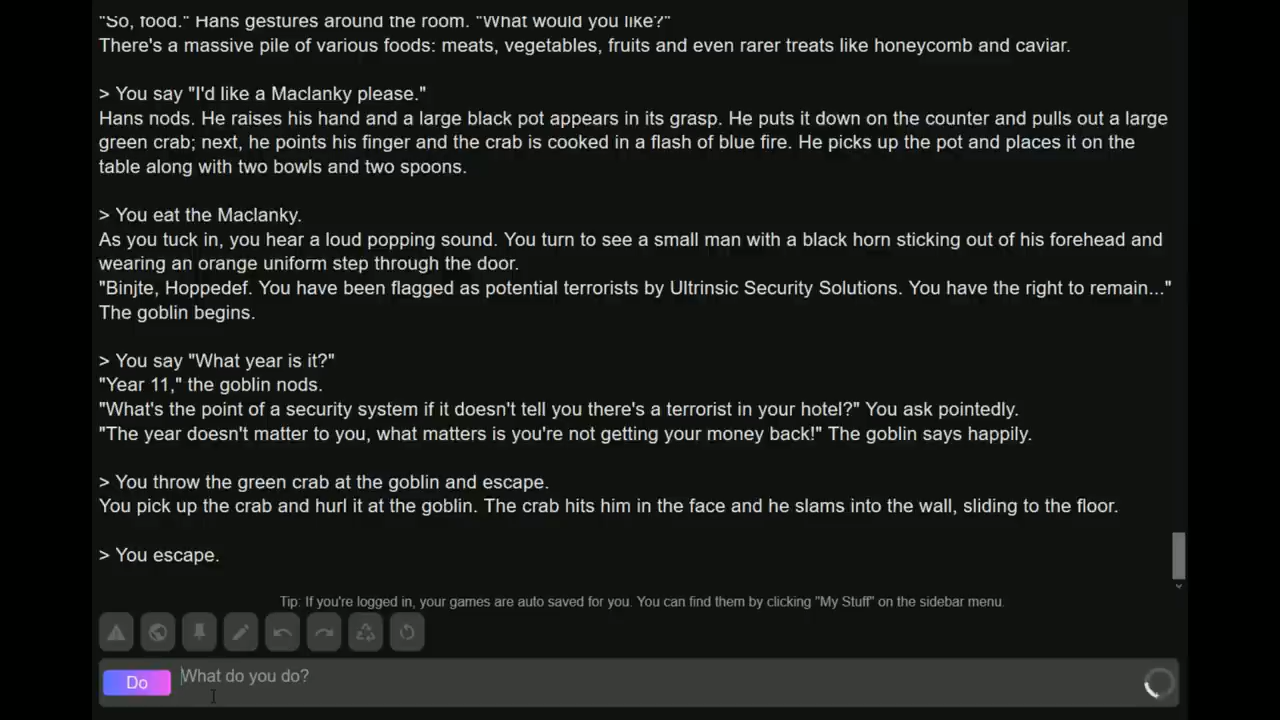 "So, food." Hans gestures around the room. "What would you like?"
There's a massive pile of various foods: meats, vegetables, fruits and even rarer treats like honeycomb and caviar.
> You say "I'd like a Maclanky please."
Hans nods. He raises his hand and a large black pot appears in its grasp. He puts it down on the counter and pulls out a large
green crab; next, he points his finger and the crab is cooked in a flash of blue fire. He picks up the pot and places it on the
table along with two bowls and two spoons.
> You eat the Maclanky.
As you tuck in, you hear a loud popping sound. You turn to see a small man with a black horn sticking out of his forehead and
wearing an orange uniform step through the door.
"Binjte, Hoppedef. You have been flagged as potential terrorists by Ultrinsic Security Solutions. You have the right to remain..."
The goblin begins.
> You say "What year is it?"
"Year 11," the goblin nods.
"What's the point of a security system if it doesn't tell you there's a terrorist in your hotel?" You ask pointedly.
"The year doesn't matter to you, what matters is you're not getting your money back!" The goblin says happily.
> You throw the green crab at the goblin and escape.
You pick up the crab and hurl it at the goblin. The crab hits him in the face and he slams into the wall, sliding to the floor.
> You escape.
Tip: If you're logged in, your games are auto saved for you. You can find them by clicking "My Stuff" on the sidebar menu.
Do What do you do?